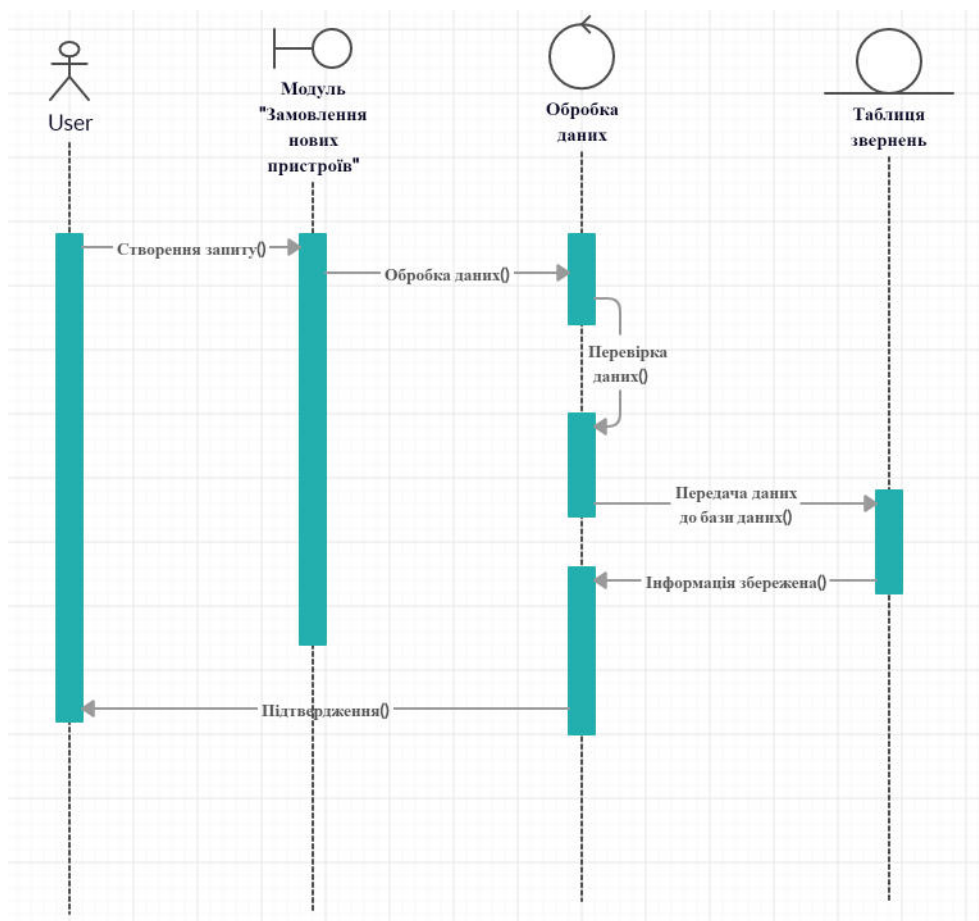 User
Модуль
"Замовлення
нових
пристроїв"
Обробка
даних
Таблиця
звернень
Створення запиту()
Обробка даних()
Перевірка
даних()
Передача даних
до бази даних()
Інформація збережена()
Підтвердження()